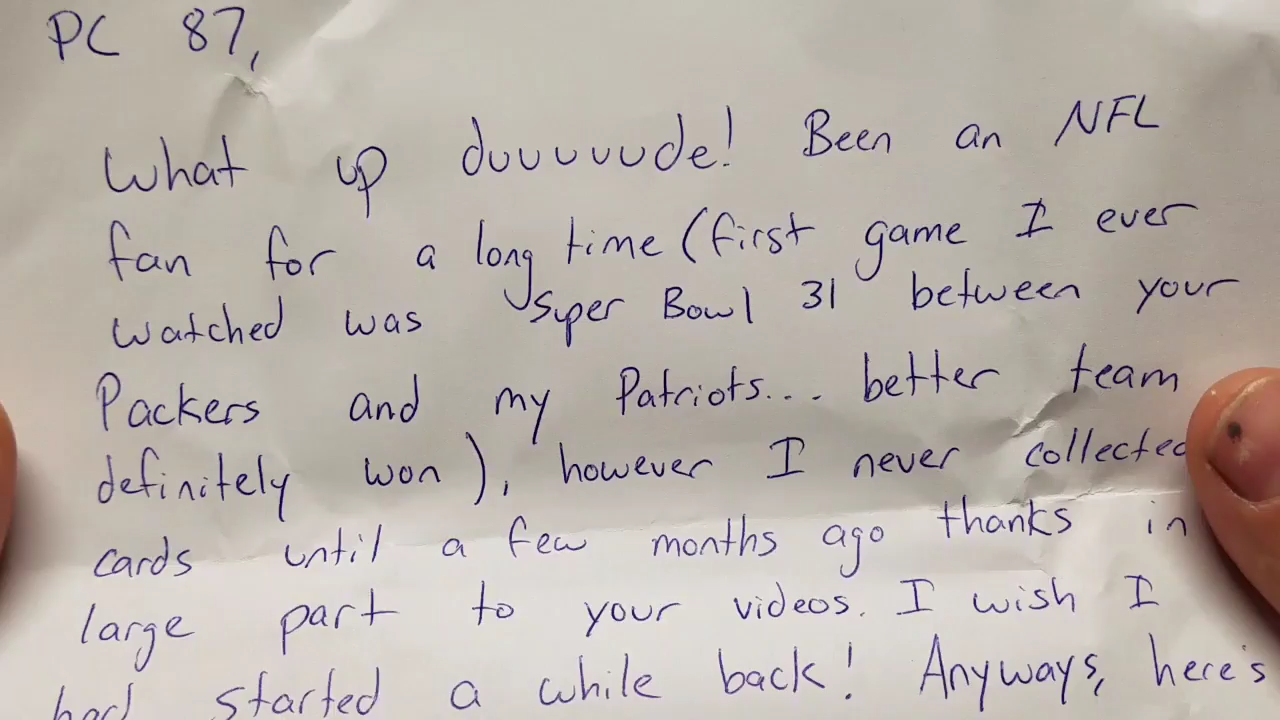 PC 87,
What up duuuuude! Been an NFL
fan for a long time (first game I ever
watched was Super Bowl 31 between your
Packers and my Patriots... better team
definitely won), however I never collected
cards until a few months ago thanks in
large part to your videos. I wish I
had started a while back! Anyways, here's